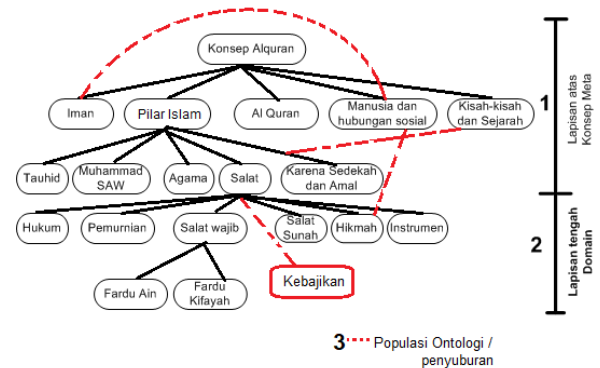 Konsep Alquran
Iman
Pilar Islam
Al Quran
Manusia dan
hubungan sosial
Kisah-kisah
dan Sejarah
1
Lapisan atas
Konsep Meta
Tauhid
Muhammad
SAW
Agama
Salat
Karena Sedekah
dan Amal
Hukum
Pemurnian
Salat wajib
Salat
Sunah
Hikmah
Instrumen
2
Lapisan tengah
Domain
Fardu Ain
Fardu
Kifayah
Kebajikan
3 Populasi Ontologi /
penyuburan